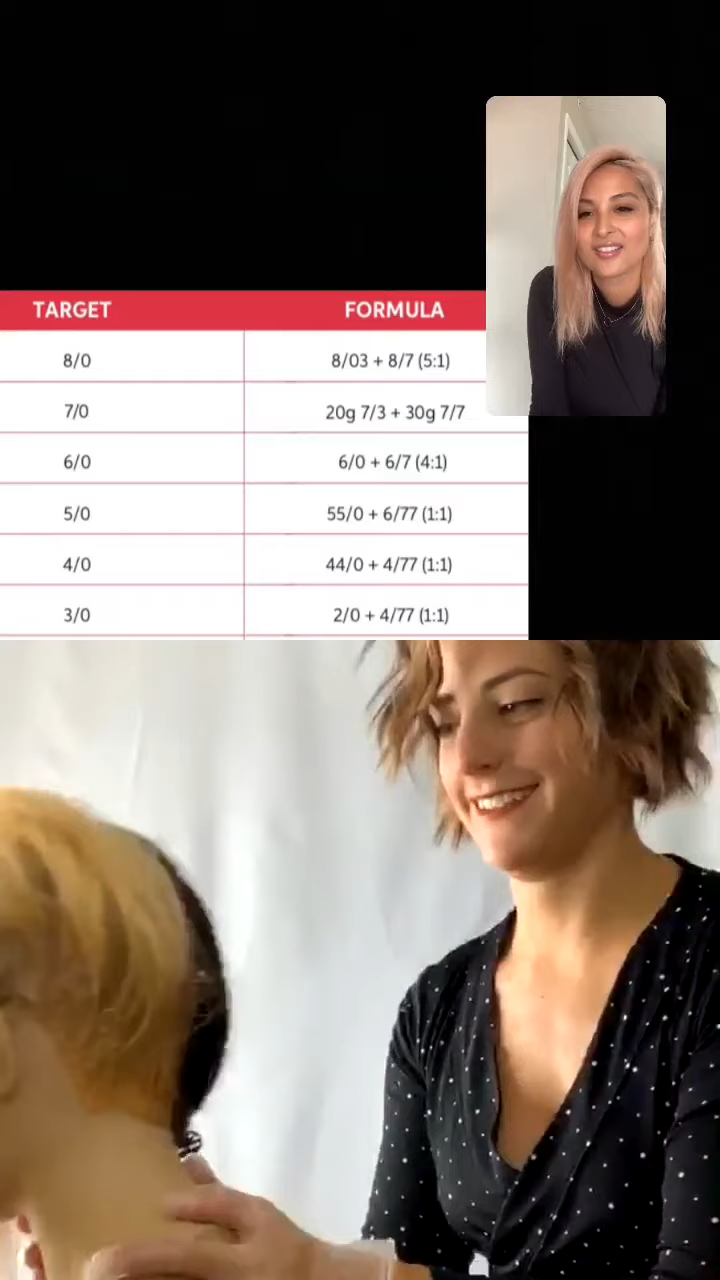 TARGET FORMULA
8/0 8/03 + 8/7 (5:1)
7/0 20g 7/3 + 30g 7/7
6/0 6/0 + 6/7 (4:1)
5/0 55/0 + 6/77 (1:1)
4/0 44/0 + 4/77 (1:1)
3/0 2/0 + 4/77 (1:1)